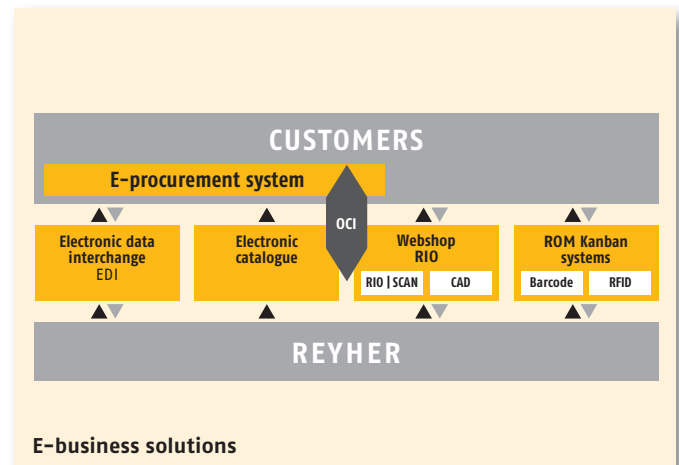 CUSTOMERS
E-procurement system
OCI
Electronic data
interchange
EDI
Electronic
catalogue
Webshop
RIO
RIO | SCAN
CAD
ROM Kanban
systems
Barcode
RFID
REYHER
E-business solutions